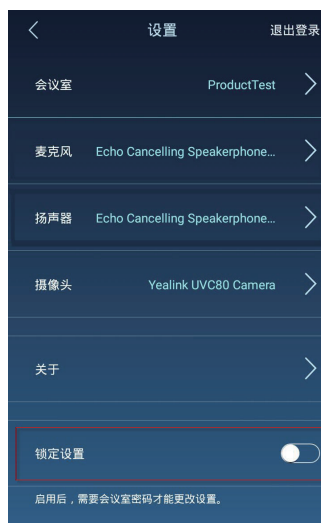 设置 退出登录
会议室 ProductTest
麦克风 Echo Cancelling Speakerphone...
扬声器 Echo Cancelling Speakerphone...
摄像头 Yealink UVC80 Camera
关于
锁定设置
启用后，需要会议室密码才能更改设置。